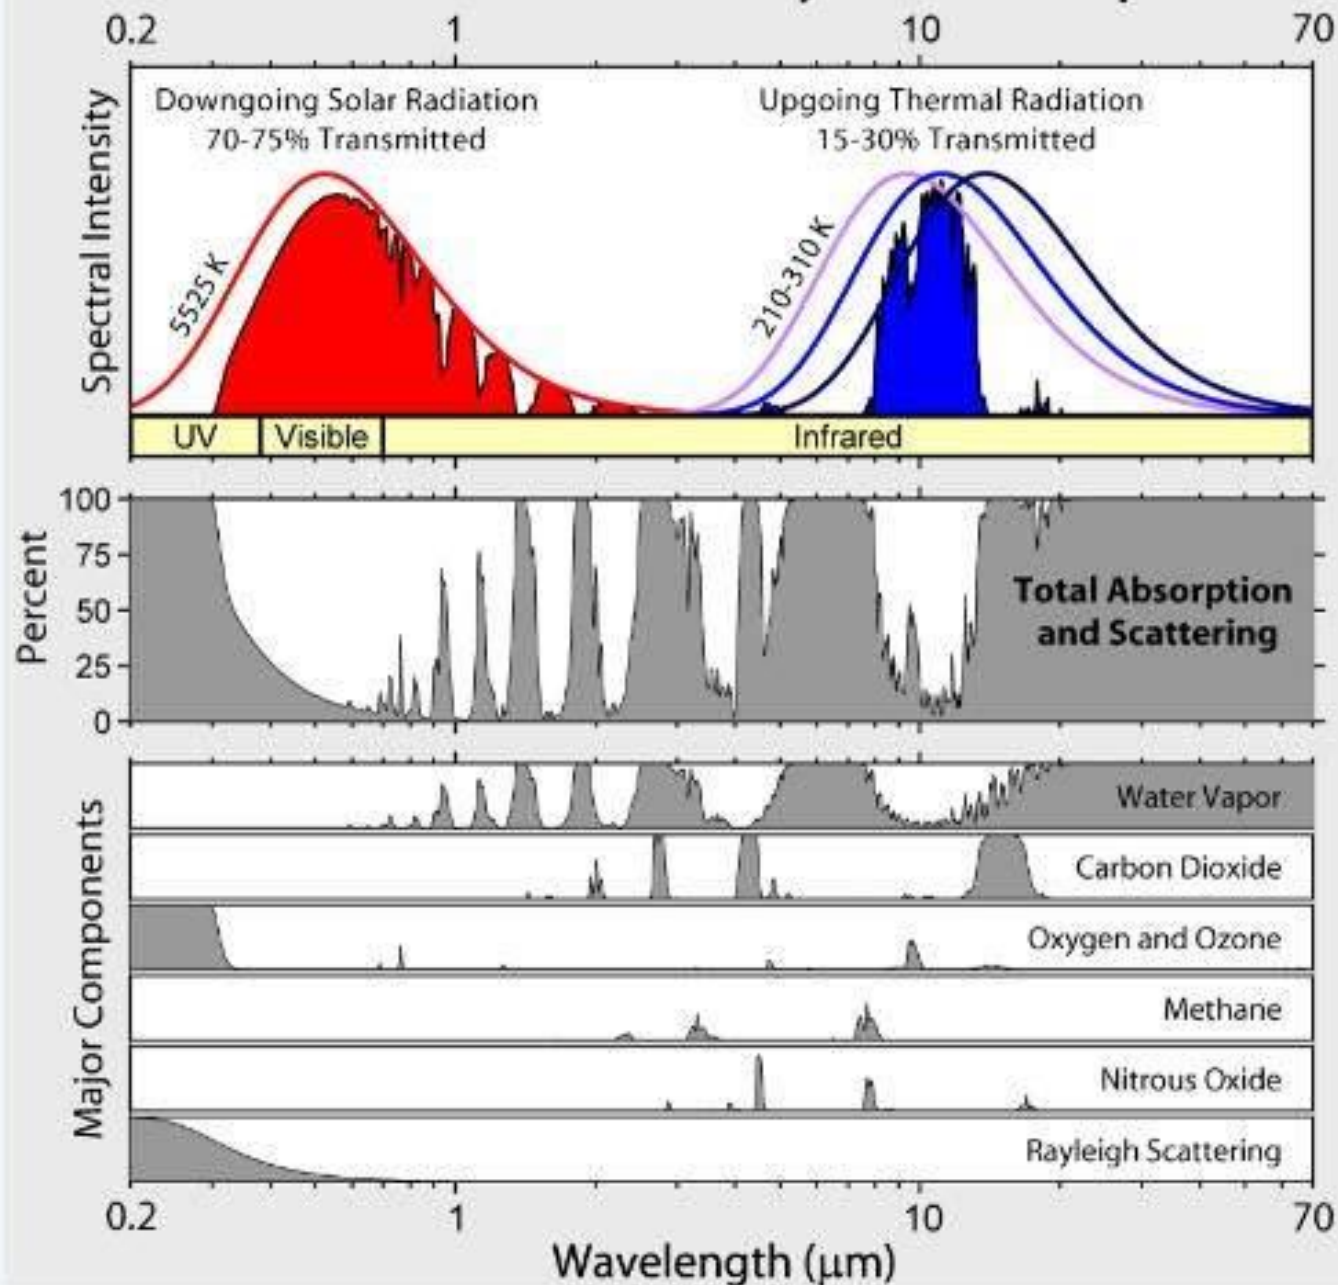 0.2 1 10 70
Spectral Intensity
Downgoing Solar Radiation
70-75% Transmitted
Upgoing Thermal Radiation
15-30% Transmitted
5525 K
210-310 K
UV Visible Infrared
Percent
100
75
50
25
0
Total Absorption
and Scattering
Major Components
Water Vapor
Carbon Dioxide
Oxygen and Ozone
Methane
Nitrous Oxide
Rayleigh Scattering
0.2 1 10 70
Wavelength (μm)